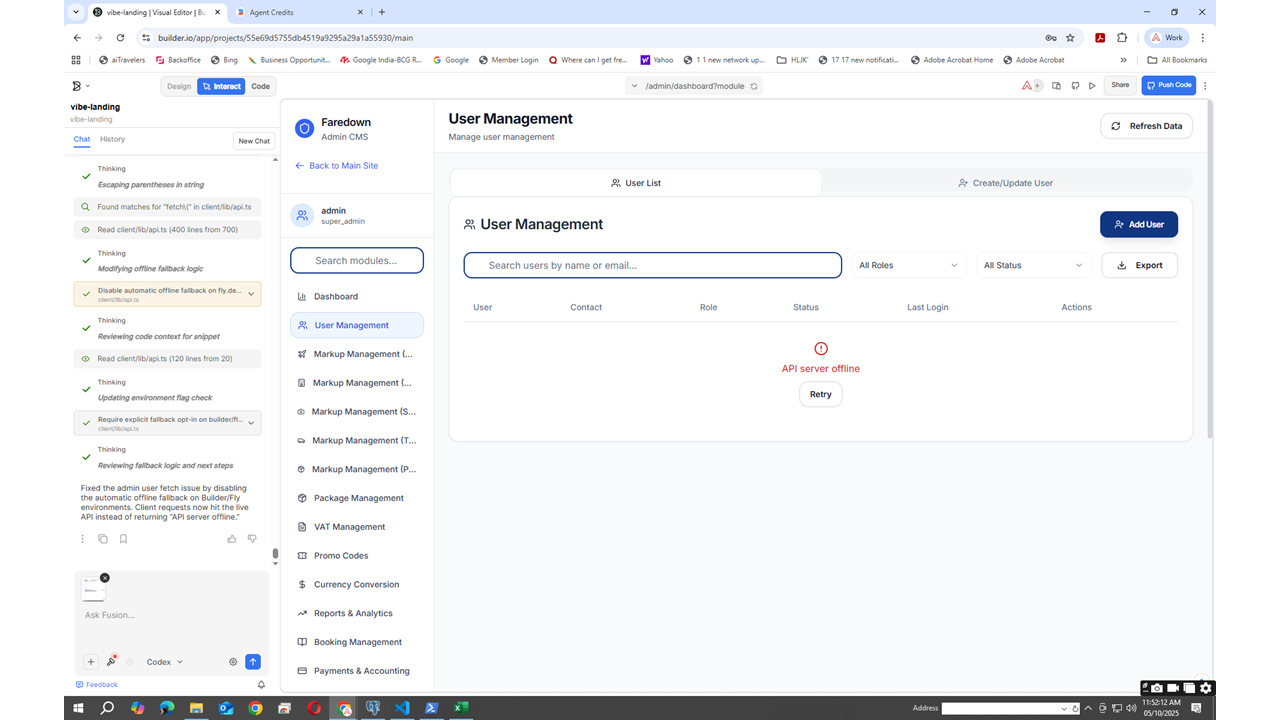 vibe-landing | Visual Editor | Bu
Agent Credits
builder.io/app/projects/55e69d5755db4519a9295a29a1a55930/main
Work
aiTravelers
Backoffice
Bing
Business Opportunit...
Google India-BCG R...
Google
Member Login
Where can I get fre...
Yahoo
1 1 new network up...
HLJK'
17 17 new notificati...
Adobe Acrobat Home
Adobe Acrobat
All Bookmarks
Design
Interact
Code
/admin/dashboard?module
Share
Push Code
vibe-landing
vibe-landing
Chat
History
New Chat
Thinking
Escaping parentheses in string
Found matches for "fetch\(" in client/lib/api.ts
Read client/lib/api.ts (400 lines from 700)
Thinking
Modifying offline fallback logic
Disable automatic offline fallback on fly.de...
client/lib/api.ts
Thinking
Reviewing code context for snippet
Read client/lib/api.ts (120 lines from 20)
Thinking
Updating environment flag check
Require explicit fallback opt-in on builder/fl...
client/lib/api.ts
Thinking
Reviewing fallback logic and next steps
Fixed the admin user fetch issue by disabling
the automatic offline fallback on Builder/Fly
environments. Client requests now hit the live
API instead of returning “API server offline.”
Ask Fusion...
Codex
Feedback
Faredown
Admin CMS
Back to Main Site
admin
super_admin
Search modules...
Dashboard
User Management
Markup Management (...
Markup Management (...
Markup Management (S...
Markup Management (T...
Markup Management (P...
Package Management
VAT Management
Promo Codes
Currency Conversion
Reports & Analytics
Booking Management
Payments & Accounting
User Management
Manage user management
Refresh Data
User List
Create/Update User
User Management
Add User
Search users by name or email...
All Roles
All Status
Export
User
Contact
Role
Status
Last Login
Actions
API server offline
Retry
Address
11:52:12 AM
05/10/2025